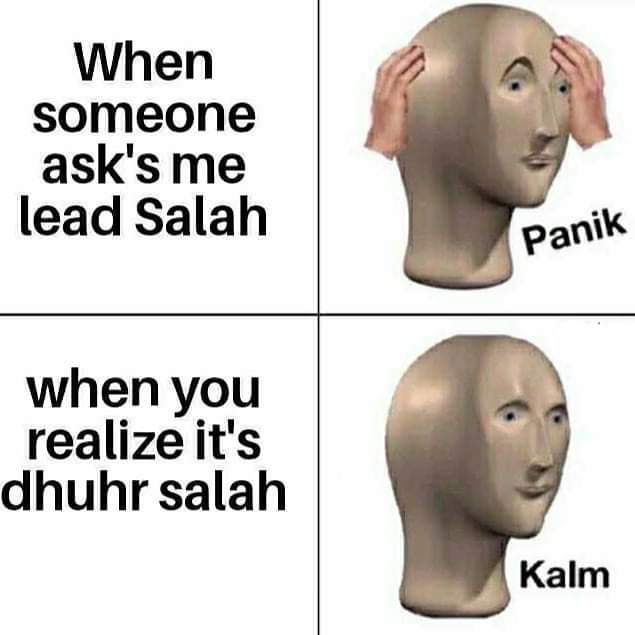 When
someone
ask's me
lead Salah
Panik
when you
realize it's
dhuhr salah
Kalm